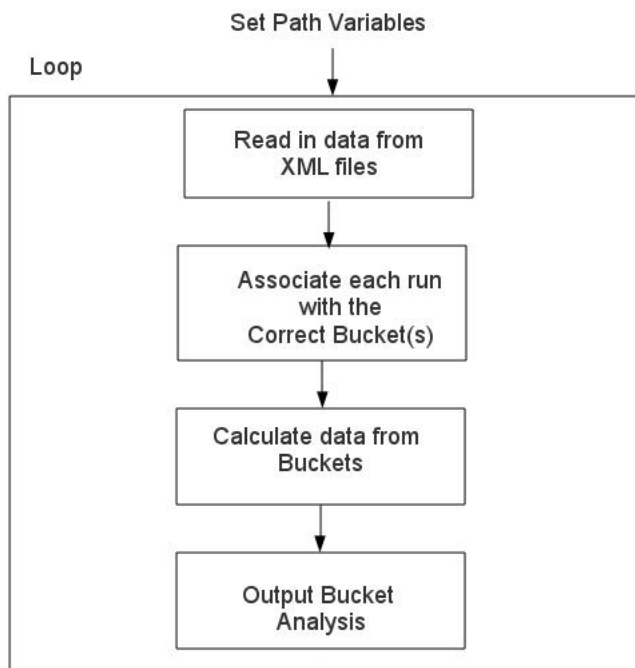 Set Path Variables
Loop
Read in data from
XML files
Associate each run
with the
Correct Bucket(s)
Calculate data from
Buckets
Output Bucket
Analysis